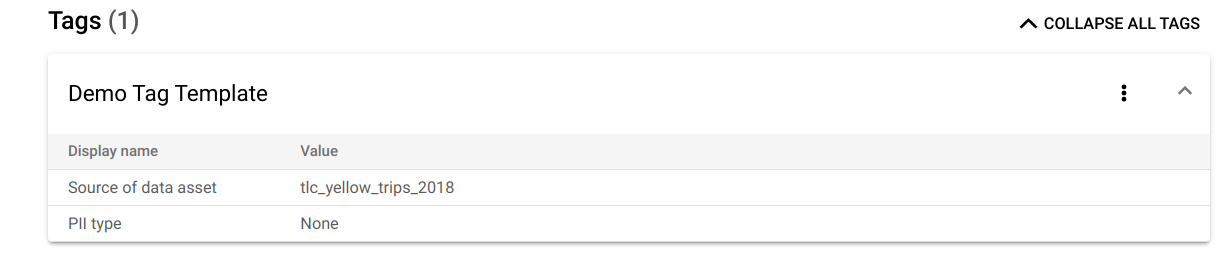 Tags (1)
COLLAPSE ALL TAGS
Demo Tag Template
Display name Value
Source of data asset tlc_yellow_trips_2018
PII type None